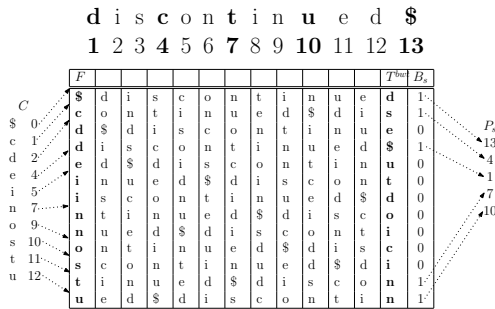 d i s c o n t i n u e d $
1 2 3 4 5 6 7 8 9 10 11 12 13
C
$ 0
c 1
d 2
e 4
i 5
n 7
o 9
s 10
t 11
u 12
F T^bwt B_s
$ d i s c o n t i n u e d 1
c o n t i n u e d $ d i s 1
d $ d i s c o n t i n u e 0
d i s c o n t i n u e d $ 1
e d $ d i s c o n t i n u 0
i n u e d $ d i s c o n t 0
i s c o n t i n u e d $ d 0
n t i n u e d $ d i s c o 0
n u e d $ d i s c o n t i 0
o n t i n u e d $ d i s c 0
s c o n t i n u e d $ d i 0
t i n u e d $ d i s c o n 1
u e d $ d i s c o n t i n 1
P_s
13
4
1
7
10